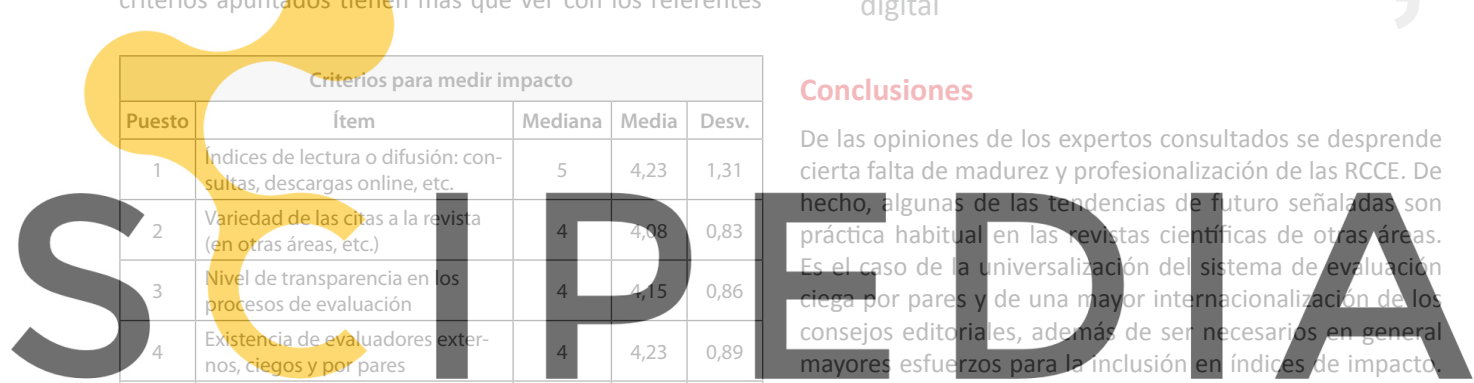 criterios apuntados tienen más que ver con los referentes
Criterios para medir impacto
Puesto Ítem Mediana Media Desv.
1 Índices de lectura o difusión: con-
sultas, descargas online, etc. 5 4,23 1,31
2 Variedad de las citas a la revista
(en otras áreas, etc.) 4 4,08 0,83
3 Nivel de transparencia en los
procesos de evaluación 4 4,15 0,86
4 Existencia de evaluadores exter-
nos, ciegos y por pares 4 4,23 0,89
digital
Conclusiones
De las opiniones de los expertos consultados se desprende
cierta falta de madurez y profesionalización de las RCCE. De
hecho, algunas de las tendencias de futuro señaladas son
práctica habitual en las revistas científicas de otras áreas.
Es el caso de la universalización del sistema de evaluación
ciega por pares y de una mayor internacionalización de los
consejos editoriales, además de ser necesarios en general
mayores esfuerzos para la inclusión en índices de impacto.
SCIPEDIA